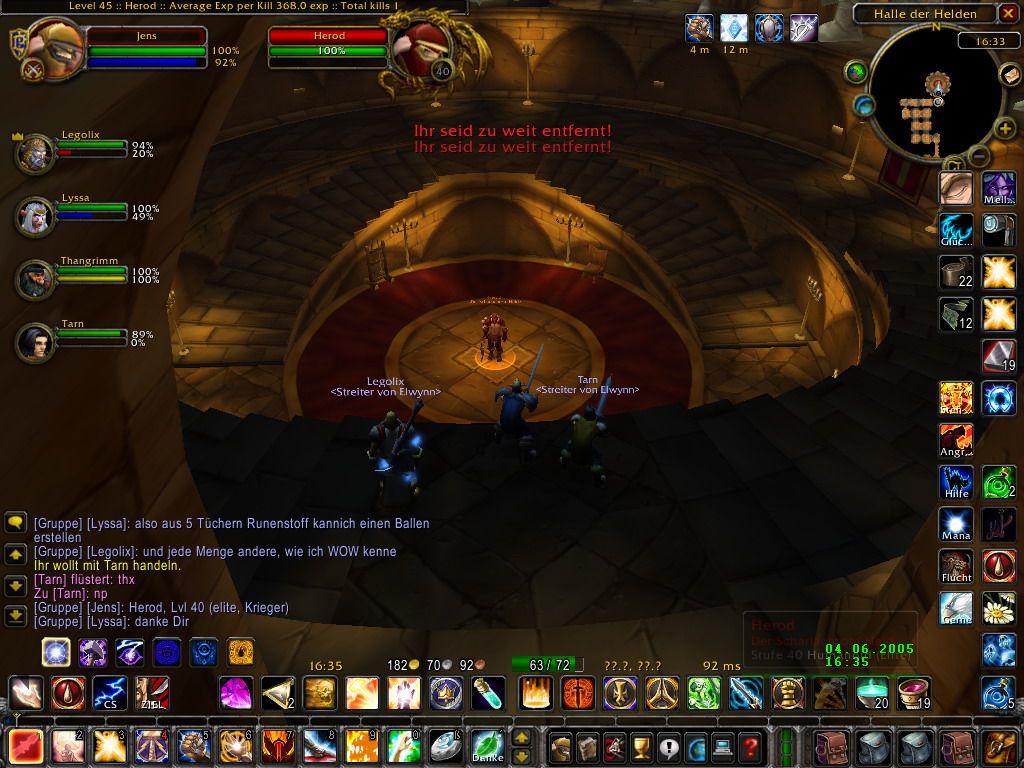 Level 45 :: Herod :: Average Exp per Kill 368.0 exp :: Total kills 1
Jens
100%
92%
Herod
100%
40
4 m
12 m
Halle der Helden
N
16:33
Legolix
94%
20%
Lyssa
100%
49%
Thangrimm
100%
100%
Tarn
89%
0%
Ihr seid zu weit entfernt!
Ihr seid zu weit entfernt!
Legolix
<Streiter von Elwynn>
Tarn
<Streiter von Elwynn>
Mell...
Glüc...
22
12
19
Angr...
Hilfe
2
Mana
Flucht
[Gruppe] [Lyssa]: also aus 5 Tüchern Runenstoff kannich einen Ballen
erstellen
[Gruppe] [Legolix]: und jede Menge andere, wie ich WOW kenne
Ihr wollt mit Tarn handeln.
[Tarn] flüstert: thx
Zu [Tarn]: np
[Gruppe] [Jens]: Herod, Lvl 40 (elite, Krieger)
[Gruppe] [Lyssa]: danke Dir
Herod
Stufe 40
04.06.2005
16:35
16:35
182 70 92
63 / 72
??.?, ??.?
92 ms
CS
ZIEL
2
20
19
5
Danke